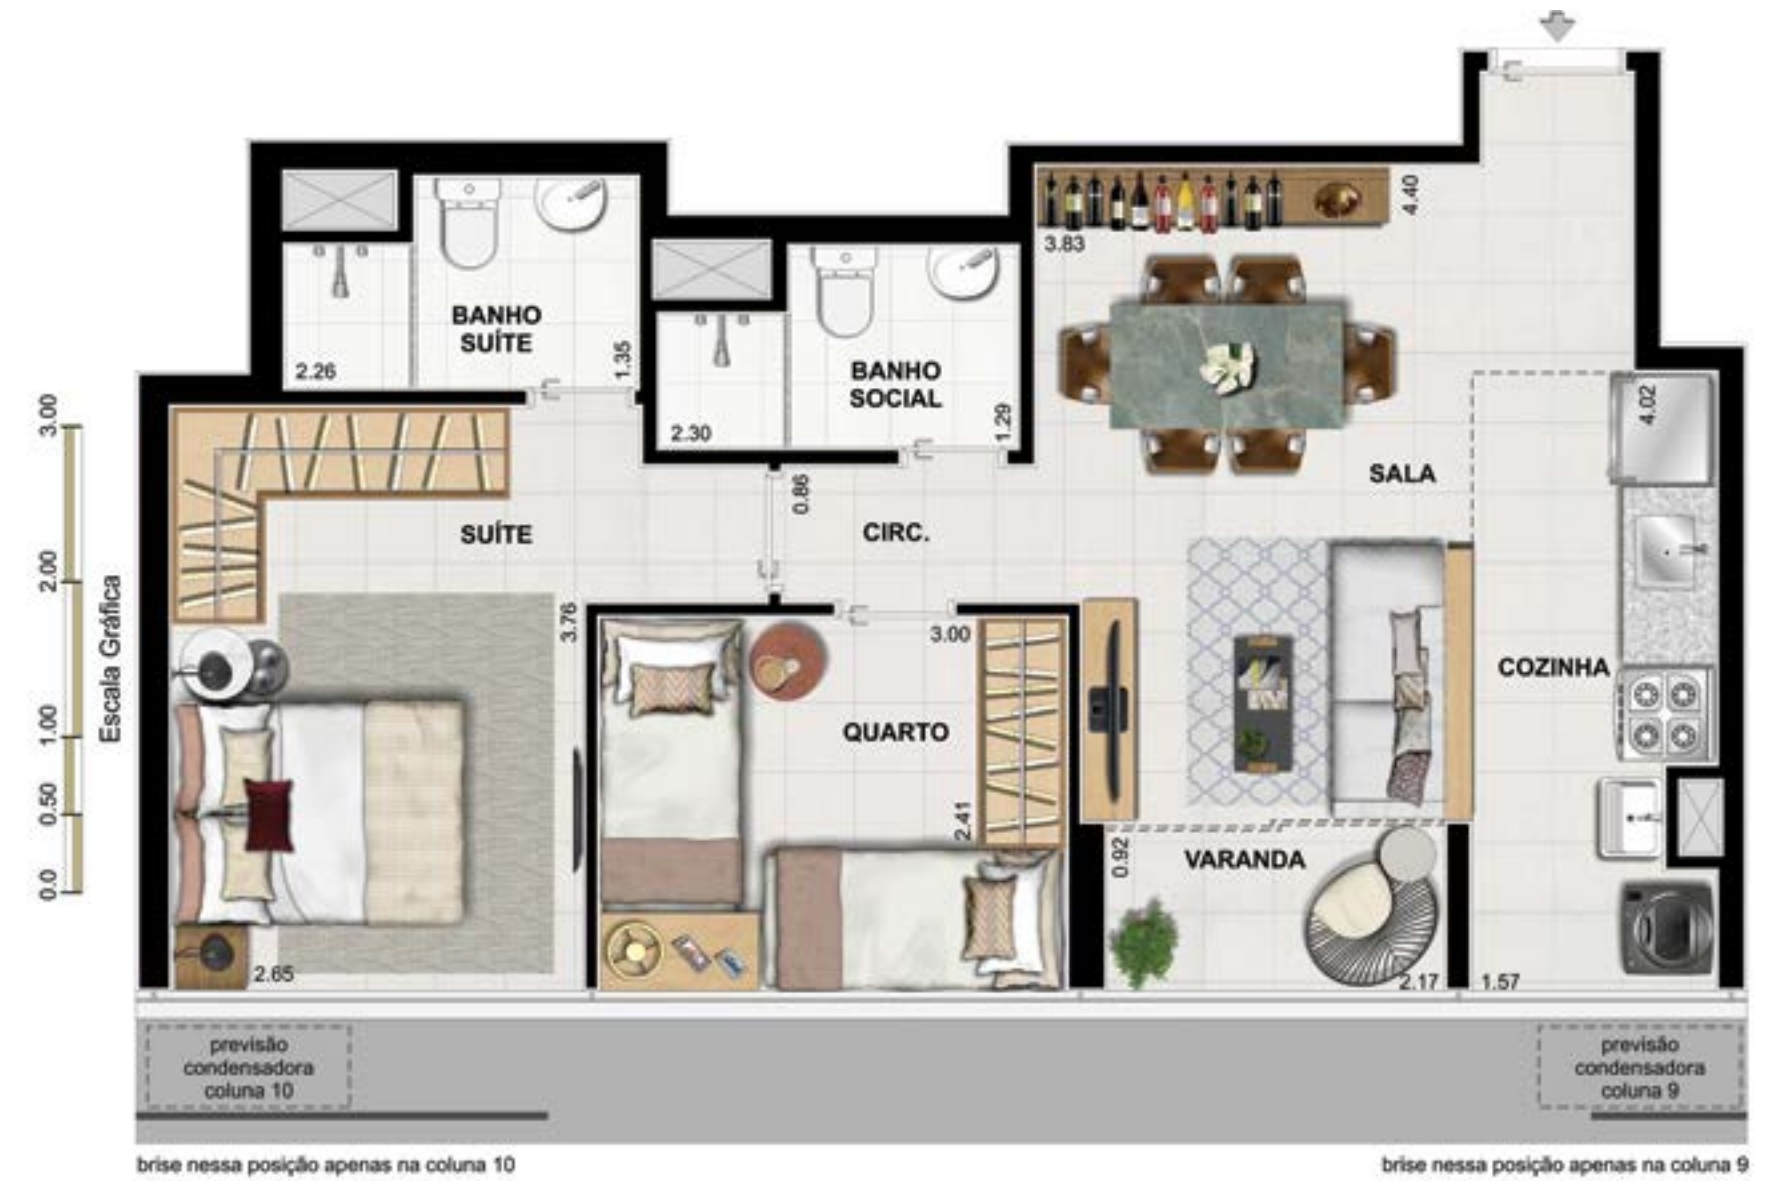 4.40
3.83
BANHO
SUÍTE
2.26
1.35
BANHO
SOCIAL
2.30
1.29
4.02
SALA
3.00
2.00
1.00
0.50
0.0
Escala Gráfica
SUÍTE
0.86
CIRC.
3.76
3.00
COZINHA
QUARTO
2.41
0.92
VARANDA
2.65
2.17
1.57
previsão
condensadora
coluna 10
previsão
condensadora
coluna 9
brise nessa posição apenas na coluna 10
brise nessa posição apenas na coluna 9